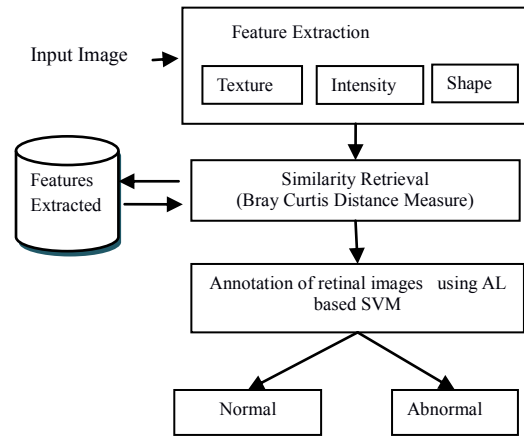 Feature Extraction
Input Image
Texture
Intensity
Shape
Features
Extracted
Similarity Retrieval
(Bray Curtis Distance Measure)
Annotation of retinal images using AL
based SVM
Normal
Abnormal